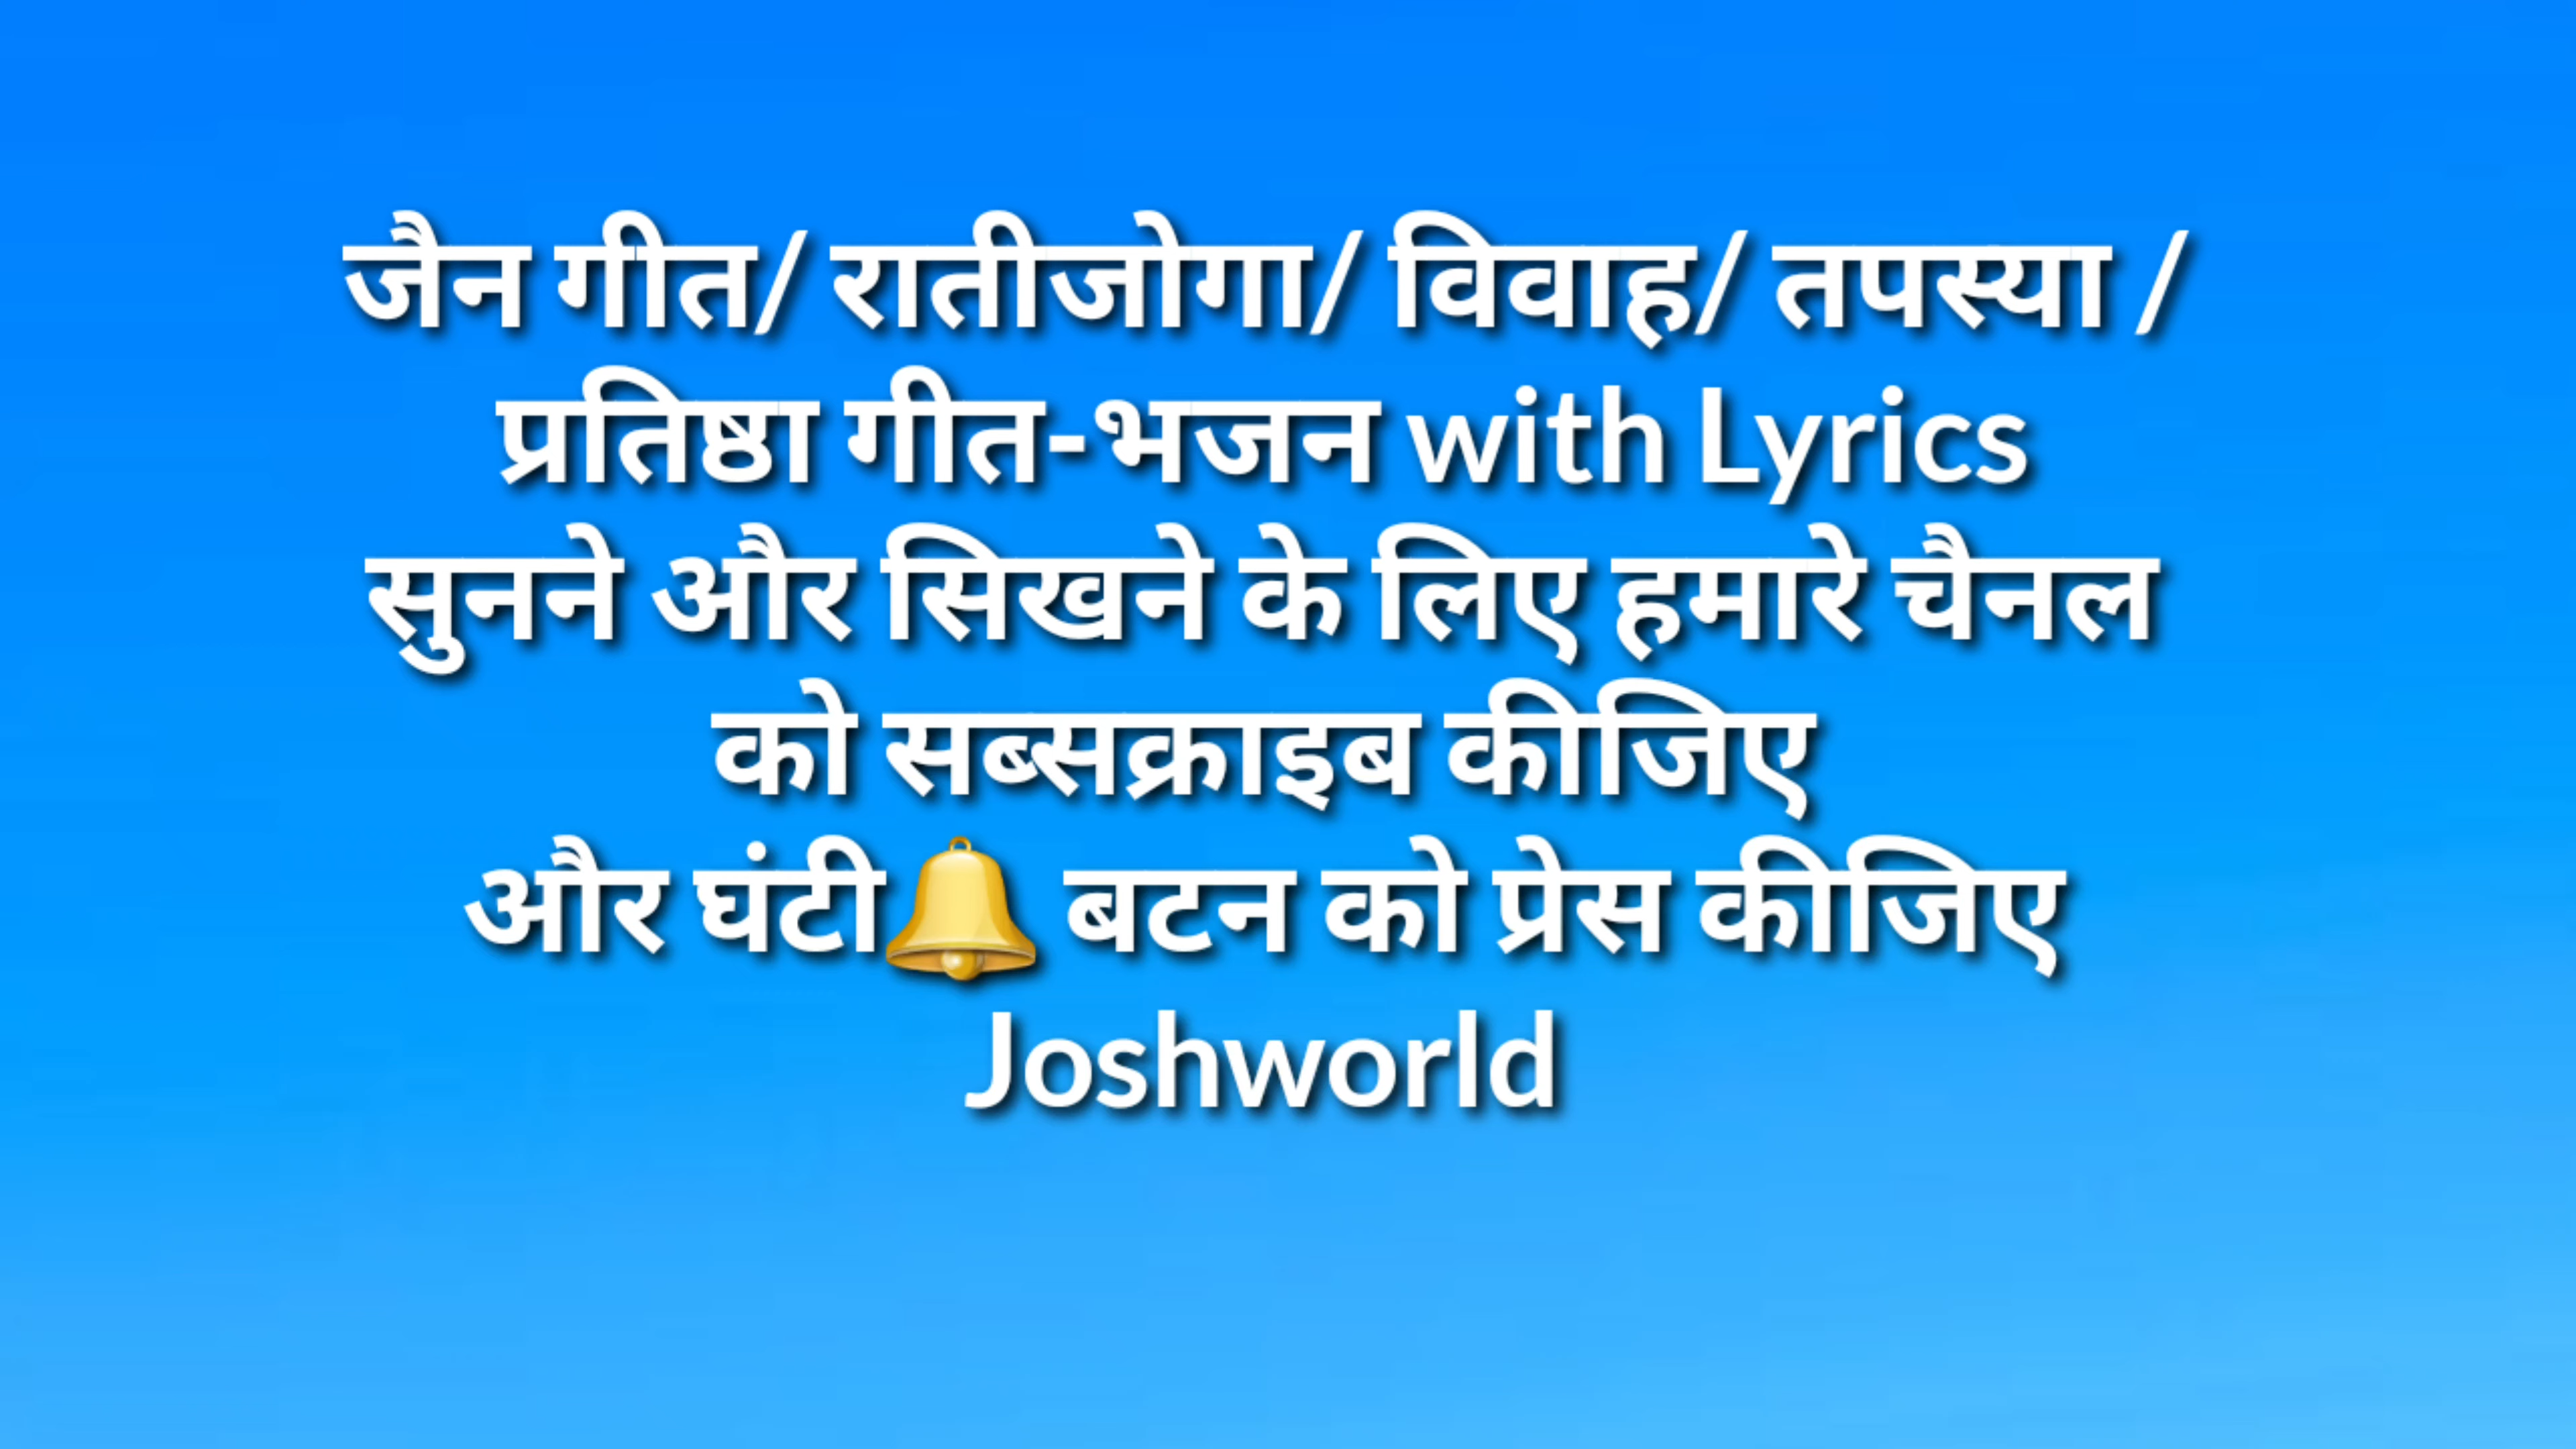 जैन गीत/ रातीजोगा/ विवाह/ तपस्या /
प्रतिष्ठा गीत-भजन with Lyrics
सुनने और सिखने के लिए हमारे चैनल
को सब्सक्राइब कीजिए
और घंटी🔔 बटन को प्रेस कीजिए
Joshworld